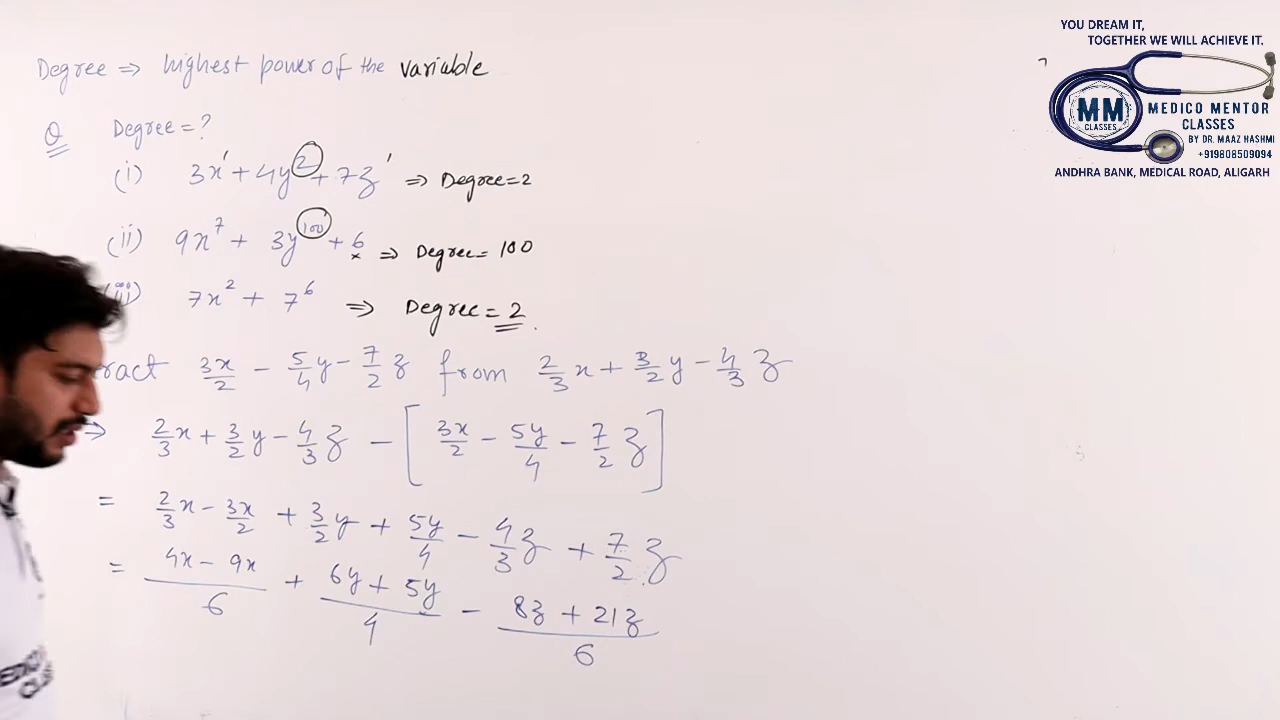 YOU DREAM IT,
TOGETHER WE WILL ACHIEVE IT.
MM
CLASSES
MEDICO MENTOR
CLASSES
BY DR. MAAZ HASHMI
+919808509094
ANDHRA BANK, MEDICAL ROAD, ALIGARH
Degree ⇒ highest power of the variable
Q Degree = ?
(i) 3x¹ + 4y² + 7z¹ ⇒ Degree = 2
(ii) 9x⁷ + 3y¹⁰⁰ + 6 ⇒ Degree = 100
(iii) 7x² + 7⁶ ⇒ Degree = 2.
ract 3x/2 - 5/4 y - 7/2 z from 2/3 x + 3/2 y - 4/3 z
⇒ 2/3 x + 3/2 y - 4/3 z - [3x/2 - 5y/4 - 7/2 z]
= 2/3 x - 3x/2 + 3/2 y + 5y/4 - 4/3 z + 7/2 z
= 4x - 9x/6 + 6y + 5y/4 - 8z + 21z/6